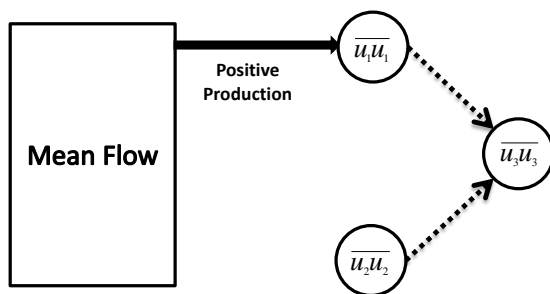 $\overline{u_1u_1}$
Positive
Production
Mean Flow
$\overline{u_3u_3}$
$\overline{u_2u_2}$